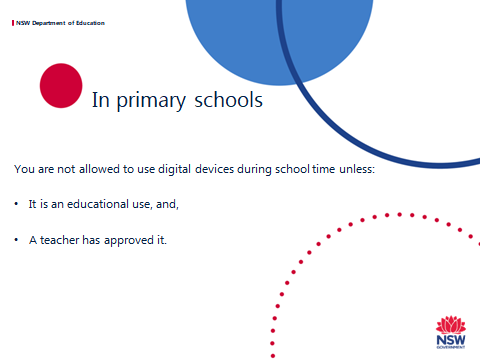 NSW Department of Education
In primary schools
You are not allowed to use digital devices during school time unless:
• It is an educational use, and,
• A teacher has approved it.
NSW
GOVERNMENT